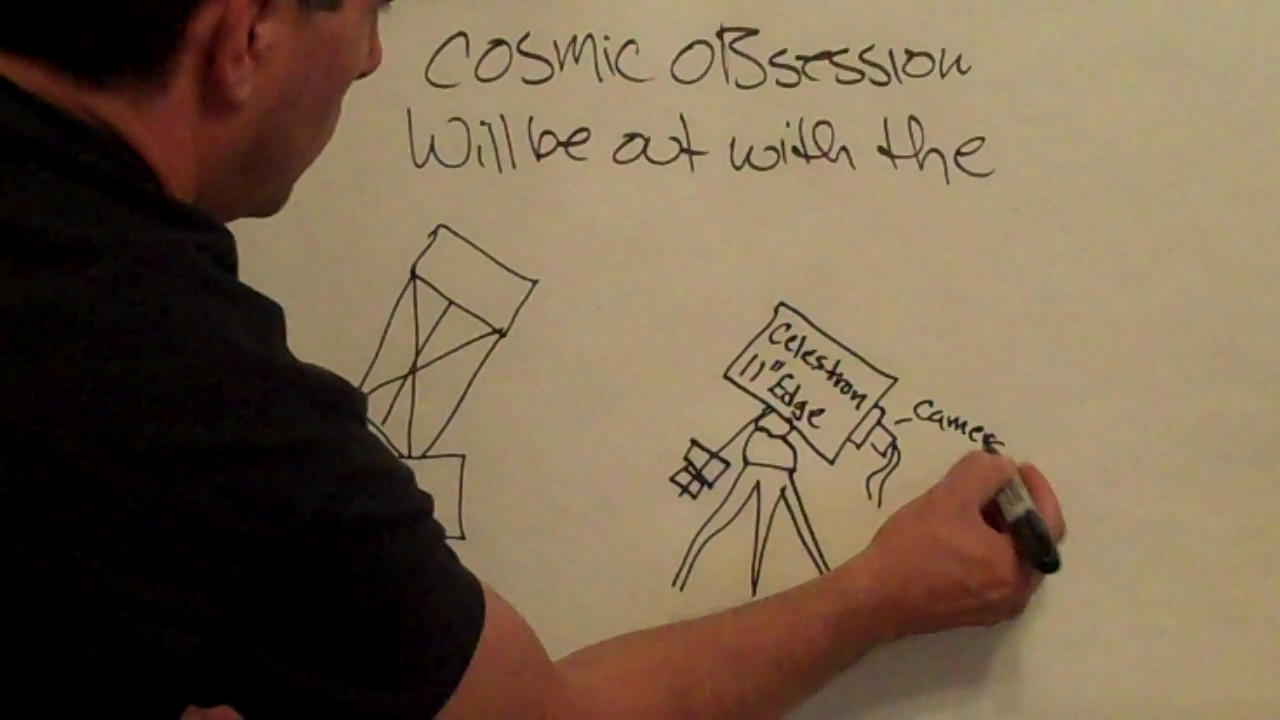 COSMIC OBSESSION
Will be out with the
Celestron
11" Edge
Camer